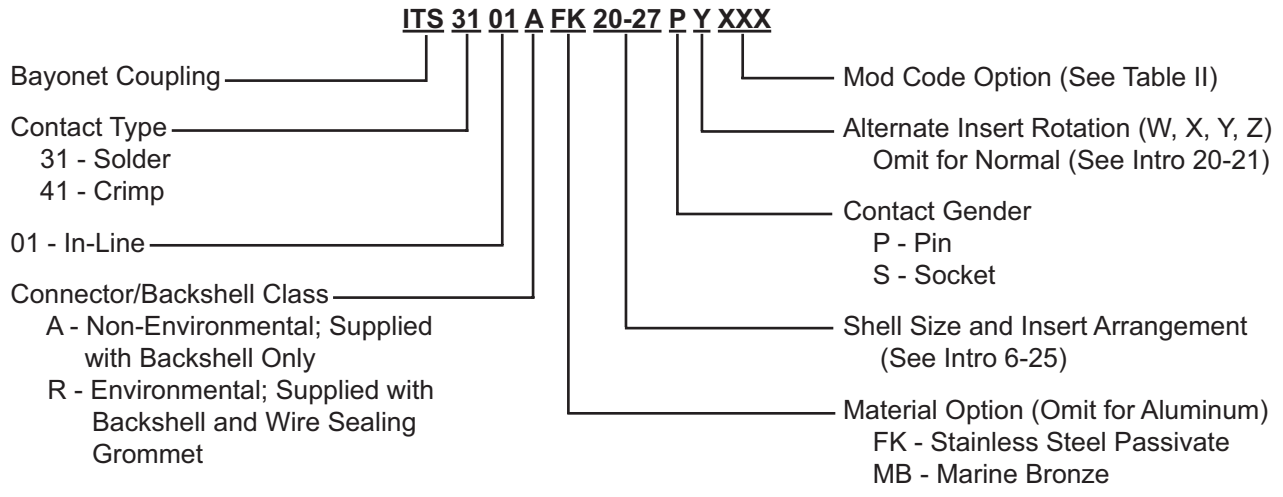 ITS 31 01 A FK 20-27 P Y XXX
Bayonet Coupling
Contact Type
31 - Solder
41 - Crimp
01 - In-Line
Connector/Backshell Class
A - Non-Environmental; Supplied
with Backshell Only
R - Environmental; Supplied with
Backshell and Wire Sealing
Grommet
Mod Code Option (See Table II)
Alternate Insert Rotation (W, X, Y, Z)
Omit for Normal (See Intro 20-21)
Contact Gender
P - Pin
S - Socket
Shell Size and Insert Arrangement
(See Intro 6-25)
Material Option (Omit for Aluminum)
FK - Stainless Steel Passivate
MB - Marine Bronze